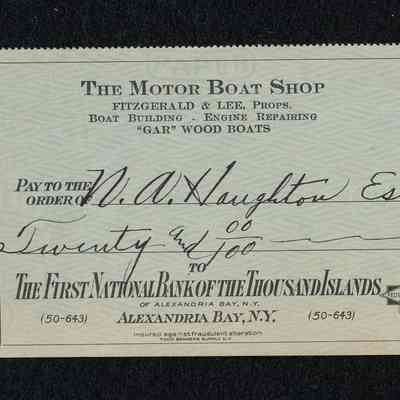 THE MOTOR BOAT SHOP
FITZGERALD & LEE, PROPS.
BOAT BUILDING - ENGINE REPAIRING
"GAR" WOOD BOATS
PAY TO THE
ORDER OF N. A. Haughton Es
Twenty and 00/100
TO
THE FIRST NATIONAL BANK OF THE THOUSAND ISLANDS
OF ALEXANDRIA BAY, N.Y.
(50-643) ALEXANDRIA BAY, N.Y. (50-643)
insured against fraudulent alteration